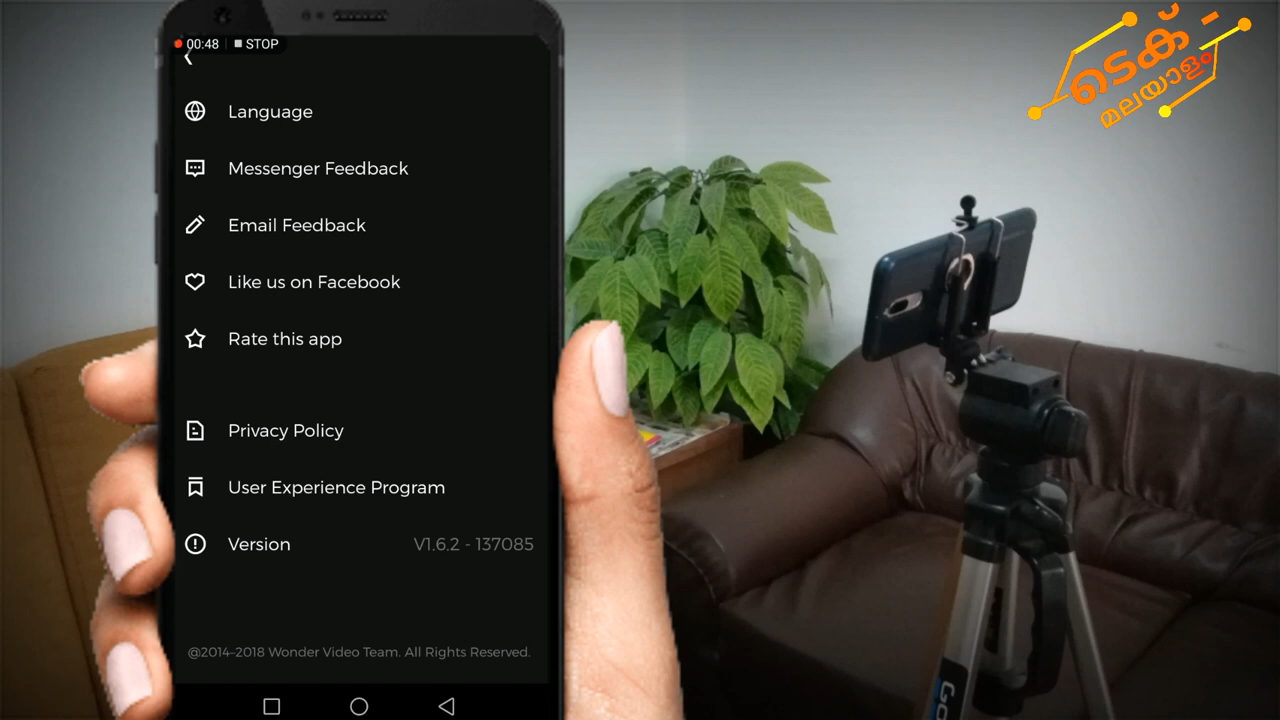 00:48 STOP
Language
Messenger Feedback
Email Feedback
Like us on Facebook
Rate this app
Privacy Policy
User Experience Program
Version V1.6.2 - 137085
@2014-2018 Wonder Video Team. All Rights Reserved.
ടെക്
മലയാളം